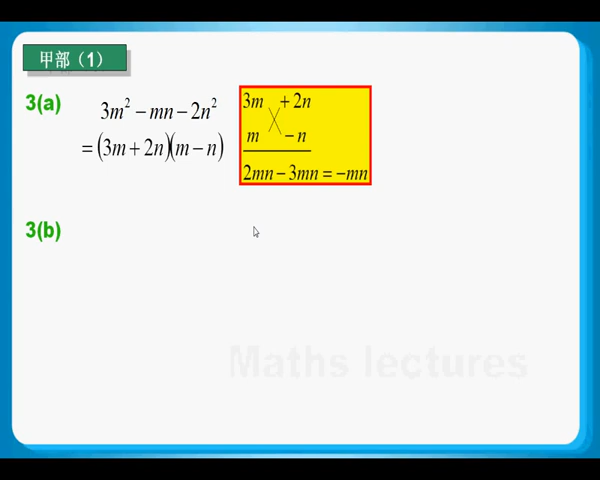 甲部（1）
3(a)
3m² − mn − 2n²
= (3m + 2n)(m − n)
3m + 2n
m − n
2mn − 3mn = −mn
3(b)
Maths lectures